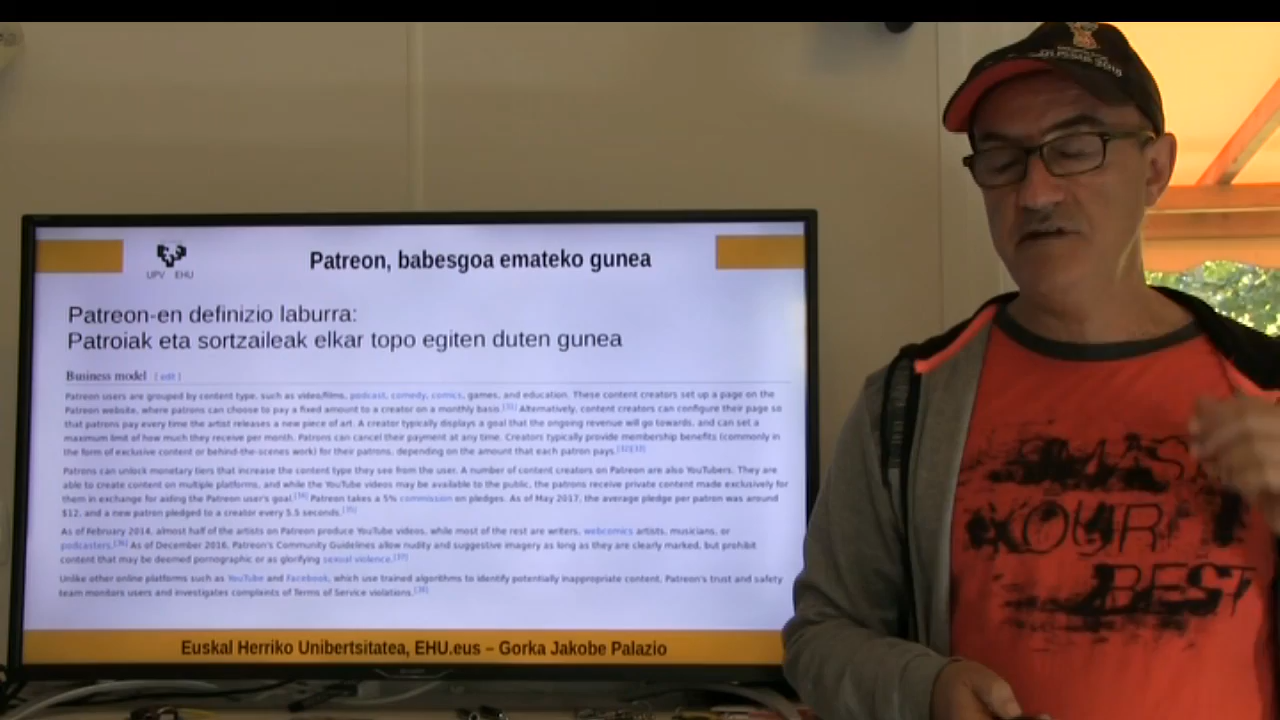 Patreon, babesgoa emateko gunea
UPV EHU
Patreon-en definizio laburra:
Patroiak eta sortzaileak elkar topo egiten duten gunea
Business model [ edit ]
Patreon users are grouped by content type, such as video/films, podcast, comedy, comics, games, and education. These content creators set up a page on the
Patreon website, where patrons can choose to pay a fixed amount to a creator on a monthly basis.[31] Alternatively, content creators can configure their page so
that patrons pay every time the artist releases a new piece of art. A creator typically displays a goal that the ongoing revenue will go towards, and can set a
maximum limit of how much they receive per month. Patrons can cancel their payment at any time. Creators typically provide membership benefits (commonly in
the form of exclusive content or behind-the-scenes work) for their patrons, depending on the amount that each patron pays.[32][33]
Patrons can unlock monetary tiers that increase the content type they see from the user. A number of content creators on Patreon are also YouTubers. They are
able to create content on multiple platforms, and while the YouTube videos may be available to the public, the patrons receive private content made exclusively for
them in exchange for aiding the Patreon user's goal.[34] Patreon takes a 5% commission on pledges. As of May 2017, the average pledge per patron was around
$12, and a new patron pledged to a creator every 5.5 seconds.[35]
As of February 2014, almost half of the artists on Patreon produce YouTube videos, while most of the rest are writers, webcomics artists, musicians, or
podcasters.[36] As of December 2016, Patreon's Community Guidelines allow nudity and suggestive imagery as long as they are clearly marked, but prohibit
content that may be deemed pornographic or as glorifying sexual violence.[37]
Unlike other online platforms such as YouTube and Facebook, which use trained algorithms to identify potentially inappropriate content, Patreon's trust and safety
team monitors users and investigates complaints of Terms of Service violations.[38]
Euskal Herriko Unibertsitatea, EHU.eus – Gorka Jakobe Palazio
YOUR
BEST